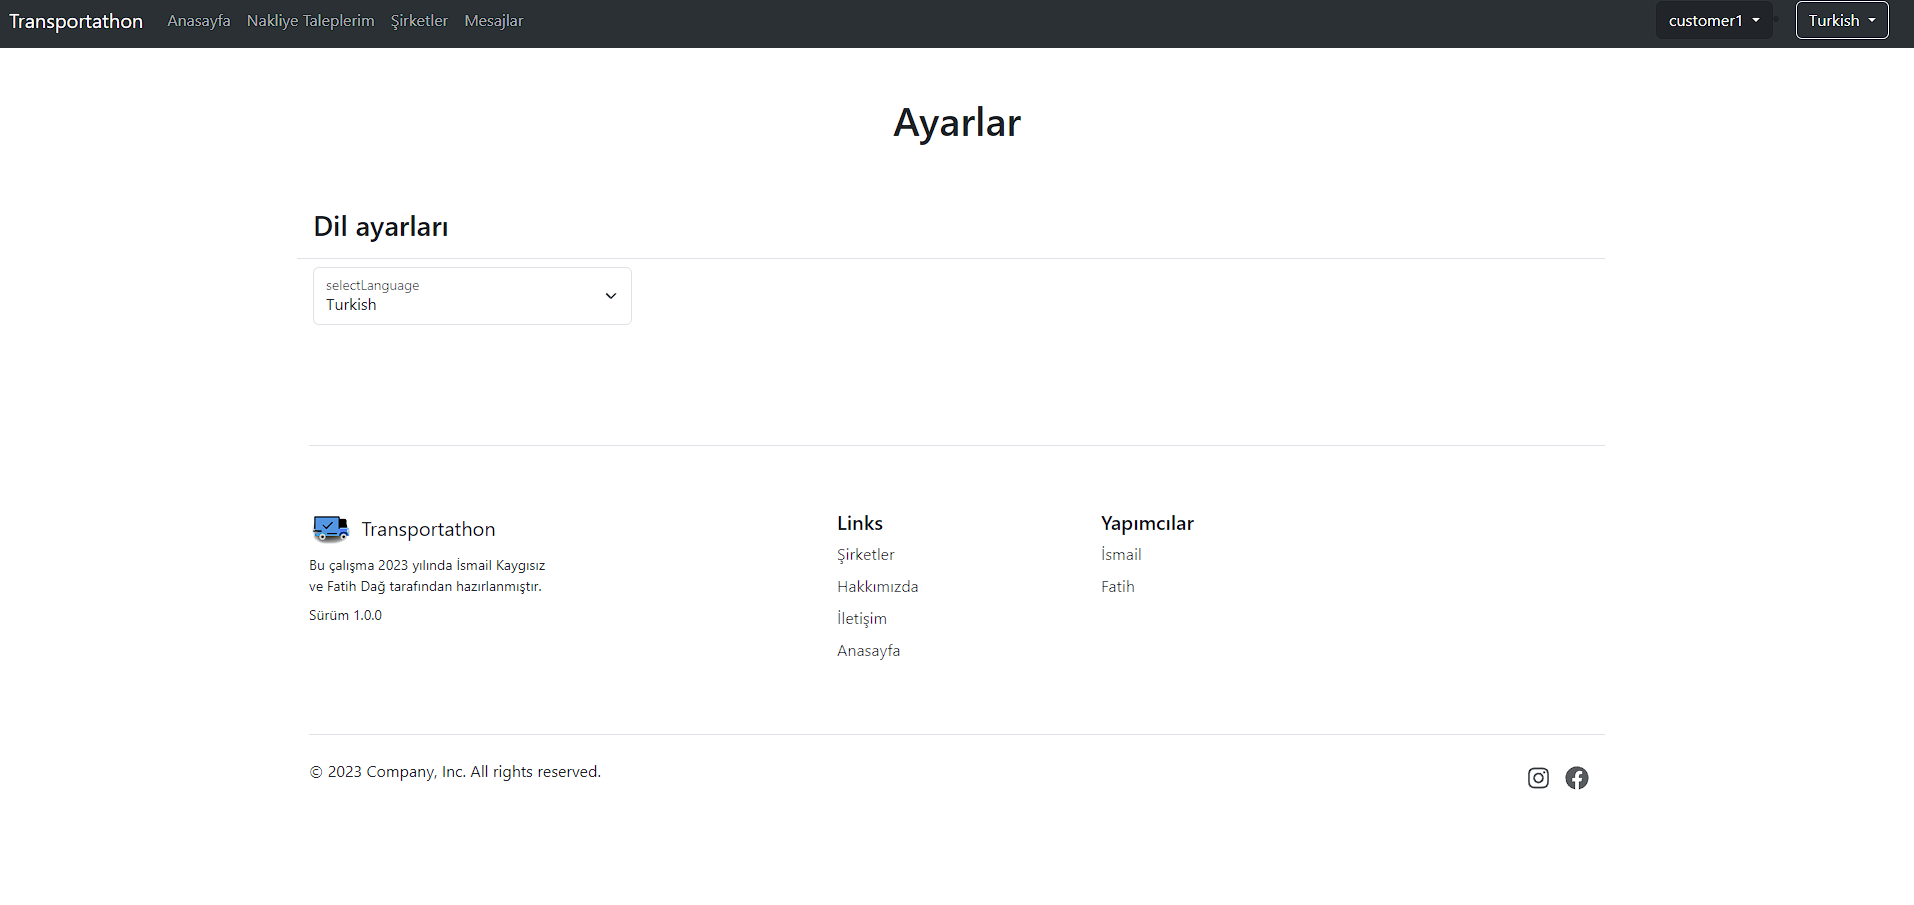 Transportathon Anasayfa Nakliye Taleplerim Şirketler Mesajlar customer1 Turkish
Ayarlar
Dil ayarları
selectLanguage
Turkish
Transportathon
Bu çalışma 2023 yılında İsmail Kaygısız
ve Fatih Dağ tarafından hazırlanmıştır.
Sürüm 1.0.0
Links
Şirketler
Hakkımızda
İletişim
Anasayfa
Yapımcılar
İsmail
Fatih
© 2023 Company, Inc. All rights reserved.